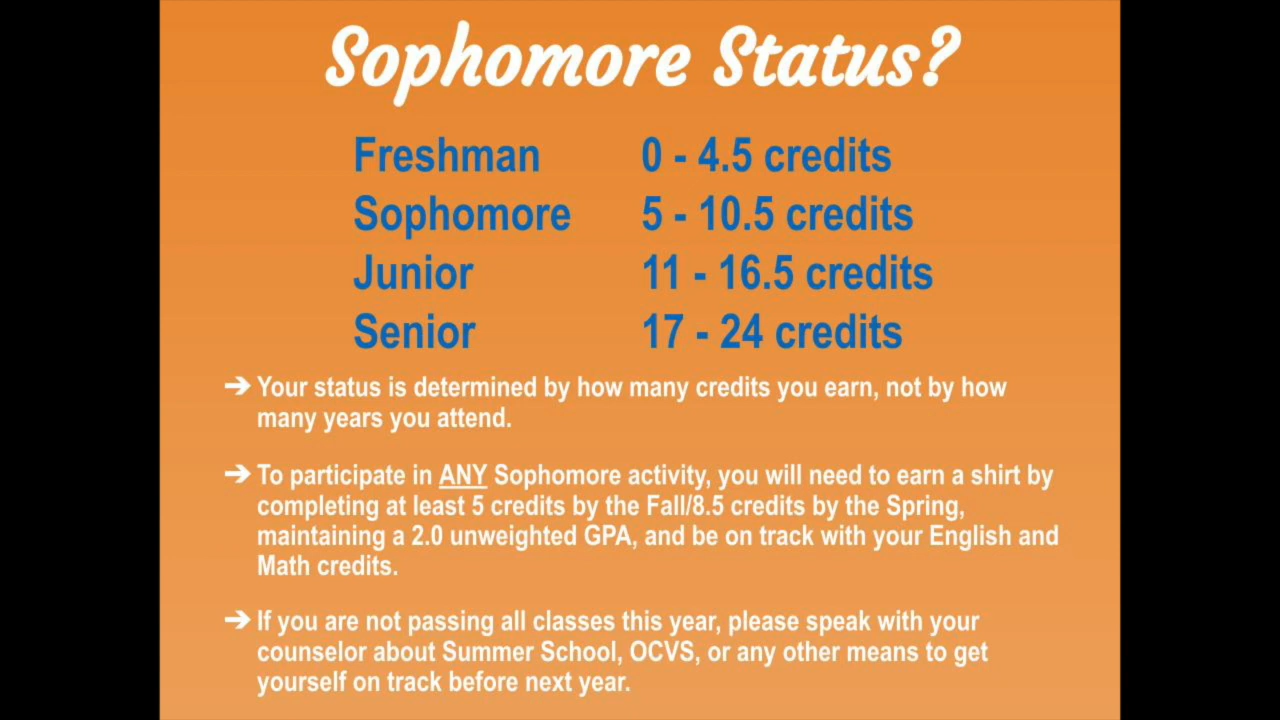 Sophomore Status?
Freshman 0 - 4.5 credits
Sophomore 5 - 10.5 credits
Junior 11 - 16.5 credits
Senior 17 - 24 credits
➔ Your status is determined by how many credits you earn, not by how
many years you attend.
➔ To participate in ANY Sophomore activity, you will need to earn a shirt by
completing at least 5 credits by the Fall/8.5 credits by the Spring,
maintaining a 2.0 unweighted GPA, and be on track with your English and
Math credits.
➔ If you are not passing all classes this year, please speak with your
counselor about Summer School, OCVS, or any other means to get
yourself on track before next year.